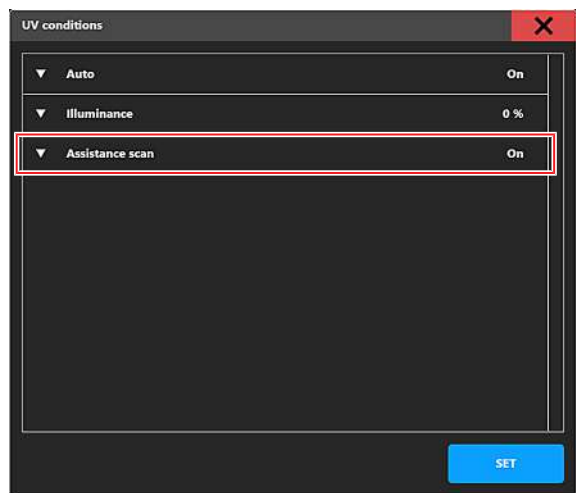 UV conditions
Auto On
Illuminance 0 %
Assistance scan On
SET